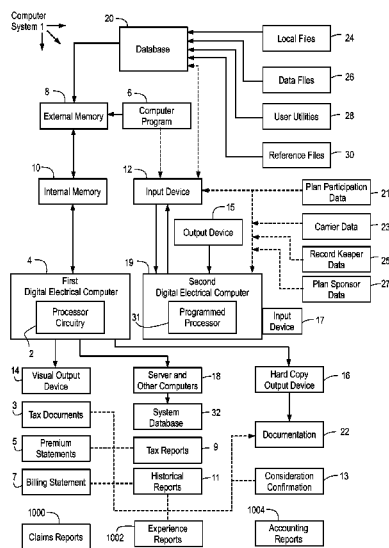 Computer
System 1
20
Database
Local Files
24
8
External Memory
6
Computer
Program
Data Files
26
User Utilities
28
Reference Files
30
10
Internal Memory
12
Input Device
Plan Participation
Data
21
15
Output Device
Carrier Data
23
Record Keeper
Data
25
Plan Sponsor
Data
27
4
First
Digital Electrical Computer
Processor
Circuitry
2
19
Second
Digital Electrical Computer
31
Programmed
Processor
Input
Device
17
14
Visual Output
Device
Server and
Other Computers
18
Hard Copy
Output Device
16
3
Tax Documents
System
Database
32
Documentation
22
5
Premium
Statements
Tax Reports
9
7
Billing Statement
Historical
Reports
11
Consideration
Confirmation
13
1000
Claims Reports
1002
Experience
Reports
1004
Accounting
Reports